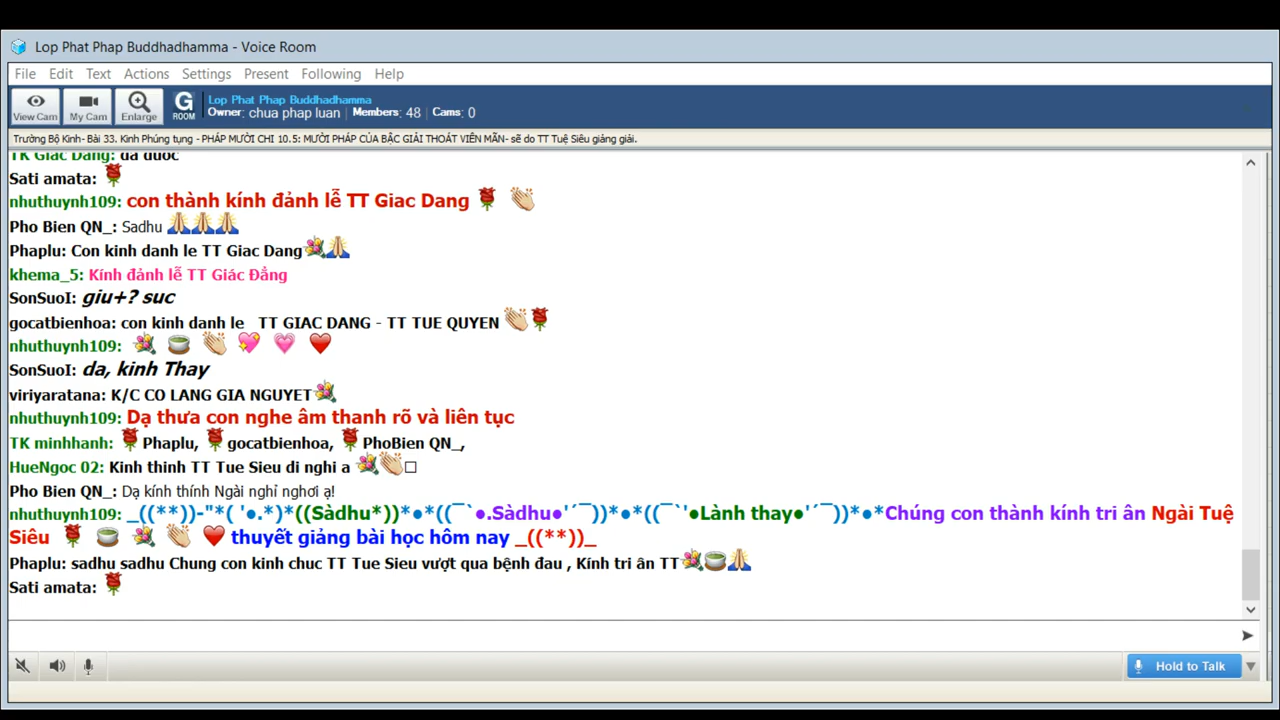 Lop Phat Phap Buddhadhamma - Voice Room
File Edit Text Actions Settings Present Following Help
View Cam My Cam Enlarge G ROOM Lop Phat Phap Buddhadhamma
Owner: chua phap luan | Members: 48 | Cams: 0
Trường Bộ Kinh- Bài 33. Kinh Phúng tụng - PHÁP MƯỜI CHI 10.5: MƯỜI PHÁP CỦA BẬC GIẢI THOÁT VIÊN MÃN- sẽ do TT Tuệ Siêu giảng giải.
TK Giac Dang: da duoc
Sati amata: 🌹
nhuthuynh109: con thành kính đảnh lễ TT Giac Dang 🌹 👏
Pho Bien QN_: Sadhu 🙏🙏🙏
Phaplu: Con kinh danh le TT Giac Dang💐🙏
khema_5: Kính đảnh lễ TT Giác Đẳng
SonSuoI: giu+? suc
gocatbienhoa: con kinh danh le TT GIAC DANG - TT TUE QUYEN 👏🌹
nhuthuynh109: 💐 🍵 👏 💖 💗 ❤️
SonSuoI: da, kinh Thay
viriyaratana: K/C CO LANG GIA NGUYET💐
nhuthuynh109: Dạ thưa con nghe âm thanh rõ và liên tục
TK minhhanh: 🌹Phaplu, 🌹gocatbienhoa, 🌹PhoBien QN_,
HueNgoc 02: Kinh thinh TT Tue Sieu di nghi a 💐👏□
Pho Bien QN_: Dạ kính thính Ngài nghỉ nghơi ạ!
nhuthuynh109: _((**))-"*( '●.*)*((Sàdhu*))*●*((¯`●.Sàdhu●'´¯))*●*●*((¯`'●Lành thay●'´¯))*●*●*Chúng con thành kính tri ân Ngài Tuệ
Siêu 🌹 🍵 💐 👏 ❤️ thuyết giảng bài học hôm nay _((**))_
Phaplu: sadhu sadhu Chung con kinh chuc TT Tue Sieu vượt qua bệnh đau , Kính tri ân TT💐🍵🙏
Sati amata: 🌹
Hold to Talk